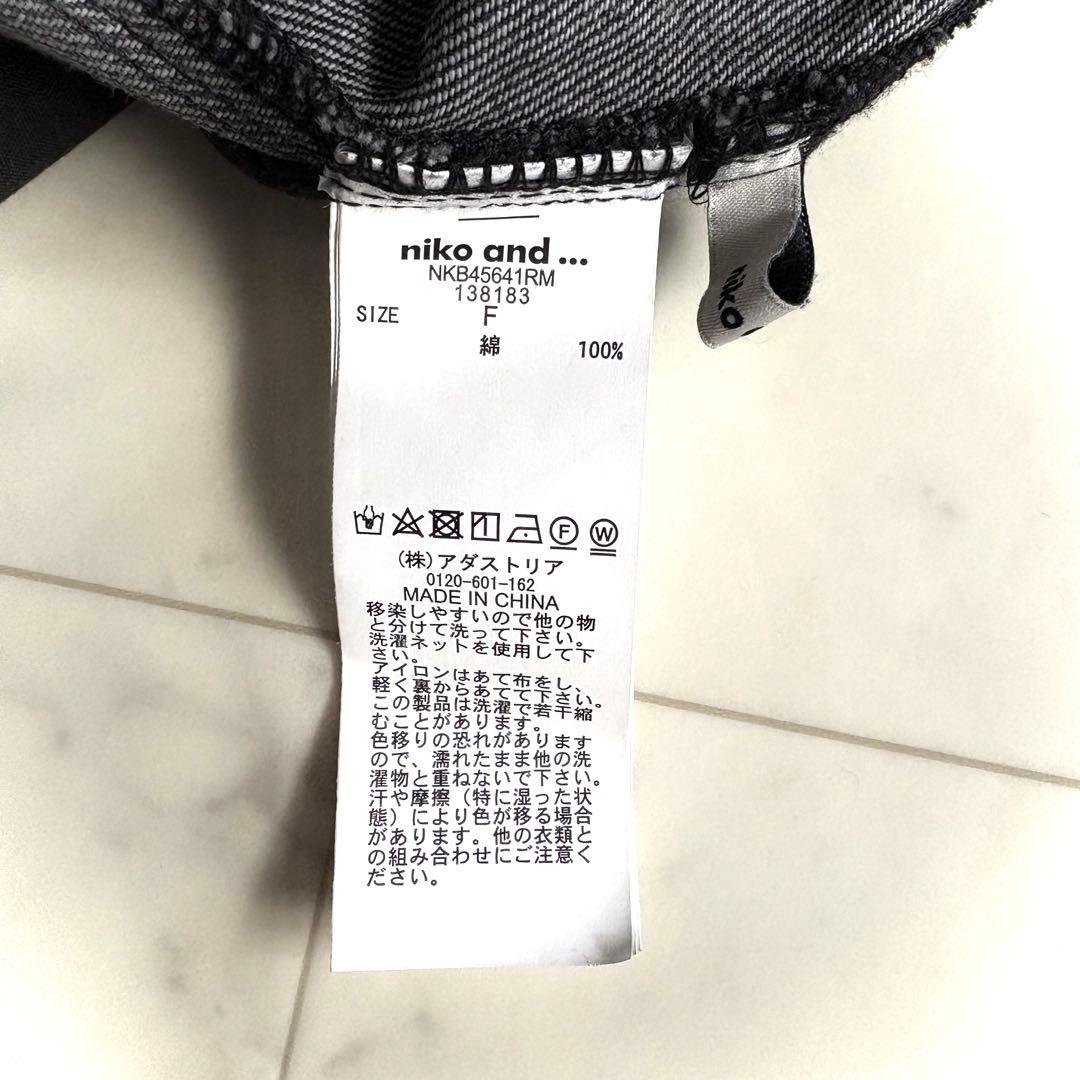 niko and ...
NKB45641RM
138183
SIZE F
綿 100%
F W
(株)アダストリア
0120-601-162
MADE IN CHINA
移染しやすいので他の物
と分けて洗って下さい。
洗濯ネットを使用して下
さい。
アイロンはあて布をし、
軽く裏からあてて下さい。
この製品は洗濯で若干縮
むことがあります。
色移りの恐れがあります
ので、濡れたまま他の洗
濯物と重ねないで下さい。
汗や摩擦（特に湿った状
態）により色が移る場合
があります。他の衣類と
の組み合わせにご注意く
ださい。
niko